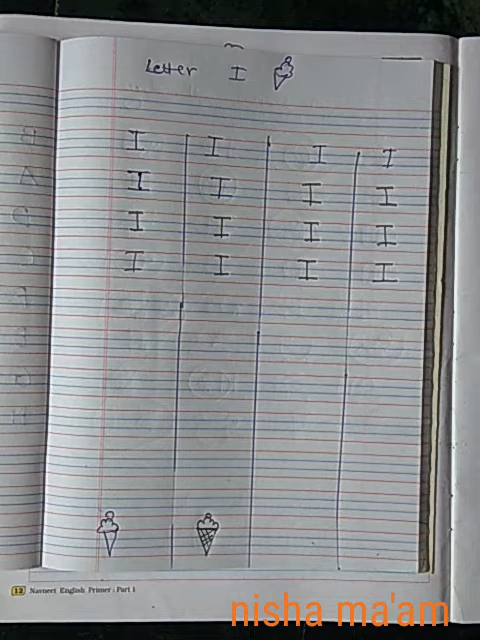 Letter I
I I I I
I I I I
I I I I
I I I I
12 Navneet English Primer : Part 1
nisha ma'am